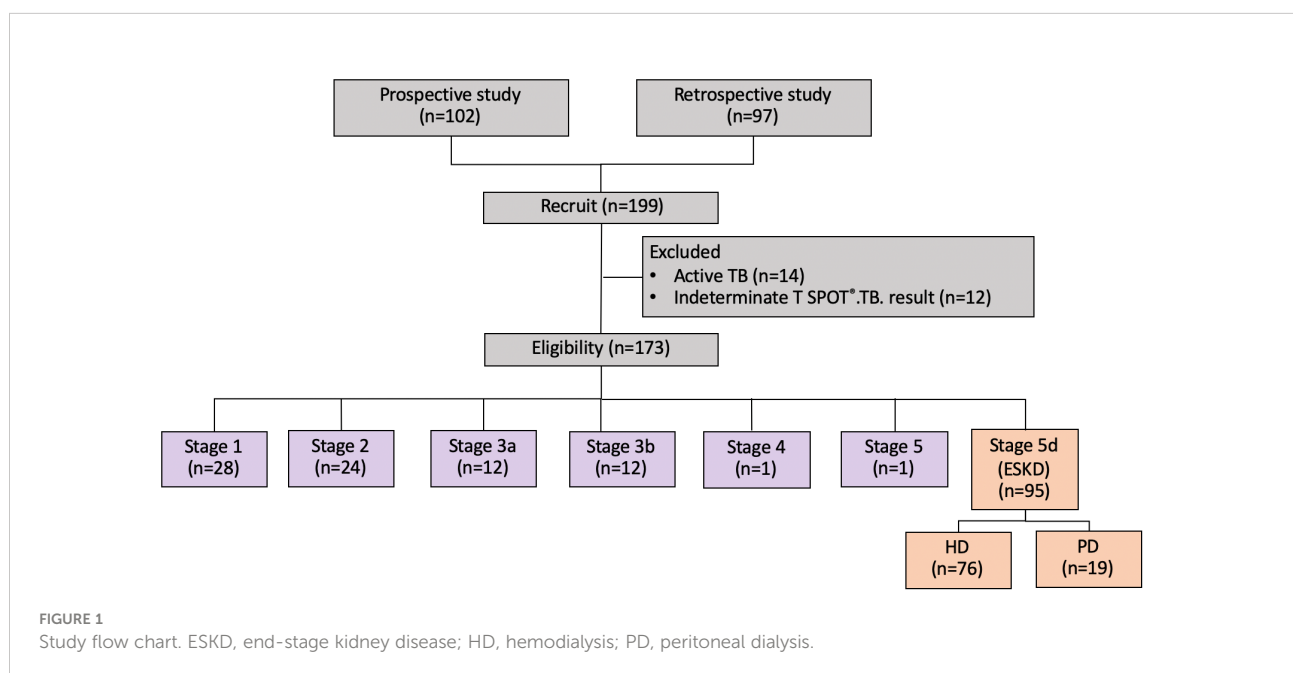 Prospective study
(n=102)
Retrospective study
(n=97)
Recruit (n=199)
Excluded
• Active TB (n=14)
• Indeterminate T SPOT®.TB. result (n=12)
Eligibility (n=173)
Stage 1
(n=28)
Stage 2
(n=24)
Stage 3a
(n=12)
Stage 3b
(n=12)
Stage 4
(n=1)
Stage 5
(n=1)
Stage 5d
(ESKD)
(n=95)
HD
(n=76)
PD
(n=19)
FIGURE 1
Study flow chart. ESKD, end-stage kidney disease; HD, hemodialysis; PD, peritoneal dialysis.